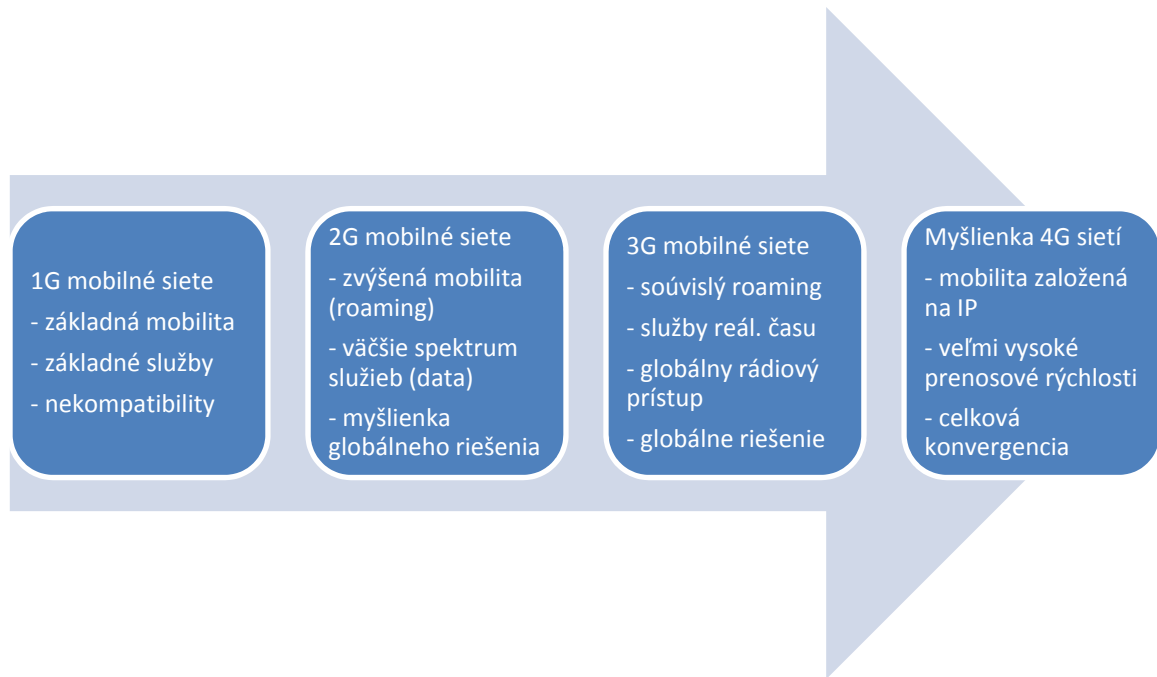 1G mobilné siete
- základná mobilita
- základné služby
- nekompatibility
2G mobilné siete
- zvýšená mobilita
(roaming)
- väčšie spektrum
služieb (data)
- myšlienka
globálneho riešenia
3G mobilné siete
- soúvislý roaming
- služby reál. času
- globálny rádiový
prístup
- globálne riešenie
Myšlienka 4G sietí
- mobilita založená
na IP
- veľmi vysoké
prenosové rýchlosti
- celková
konvergencia